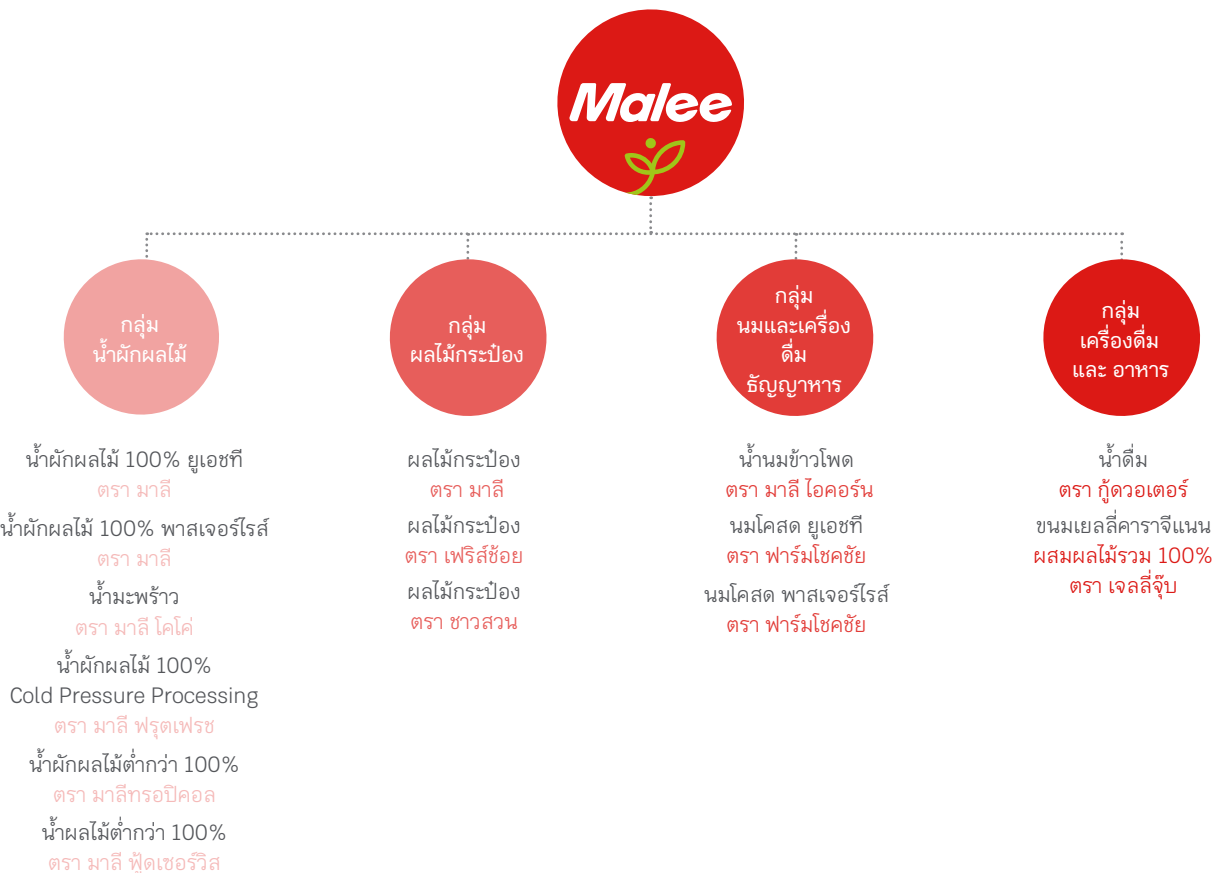 Malee
กลุ่ม
น้ำผักผลไม้
น้ำผักผลไม้ 100% ยูเอชที
ตรา มาลี
น้ำผักผลไม้ 100% พาสเจอร์ไรส์
ตรา มาลี
น้ำมะพร้าว
ตรา มาลี โคโค่
น้ำผักผลไม้ 100%
Cold Pressure Processing
ตรา มาลี ฟรุตเฟรช
น้ำผักผลไม้ต่ำกว่า 100%
ตรา มาลีทรอปิคอล
น้ำผลไม้ต่ำกว่า 100%
ตรา มาลี ฟู้ดเซอร์วิส
กลุ่ม
ผลไม้กระป๋อง
ผลไม้กระป๋อง
ตรา มาลี
ผลไม้กระป๋อง
ตรา เฟริส์ช้อย
ผลไม้กระป๋อง
ตรา ชาวสวน
กลุ่ม
นมและเครื่อง
ดื่ม
ธัญญาหาร
น้ำนมข้าวโพด
ตรา มาลี ไอคอร์น
นมโคสด ยูเอชที
ตรา ฟาร์มโชคชัย
นมโคสด พาสเจอร์ไรส์
ตรา ฟาร์มโชคชัย
กลุ่ม
เครื่องดื่ม
และ อาหาร
น้ำดื่ม
ตรา กู้ดวอเตอร์
ขนมเยลลี่คาราจีแนน
ผสมผลไม้รวม 100%
ตรา เจลลี่จุ๊บ